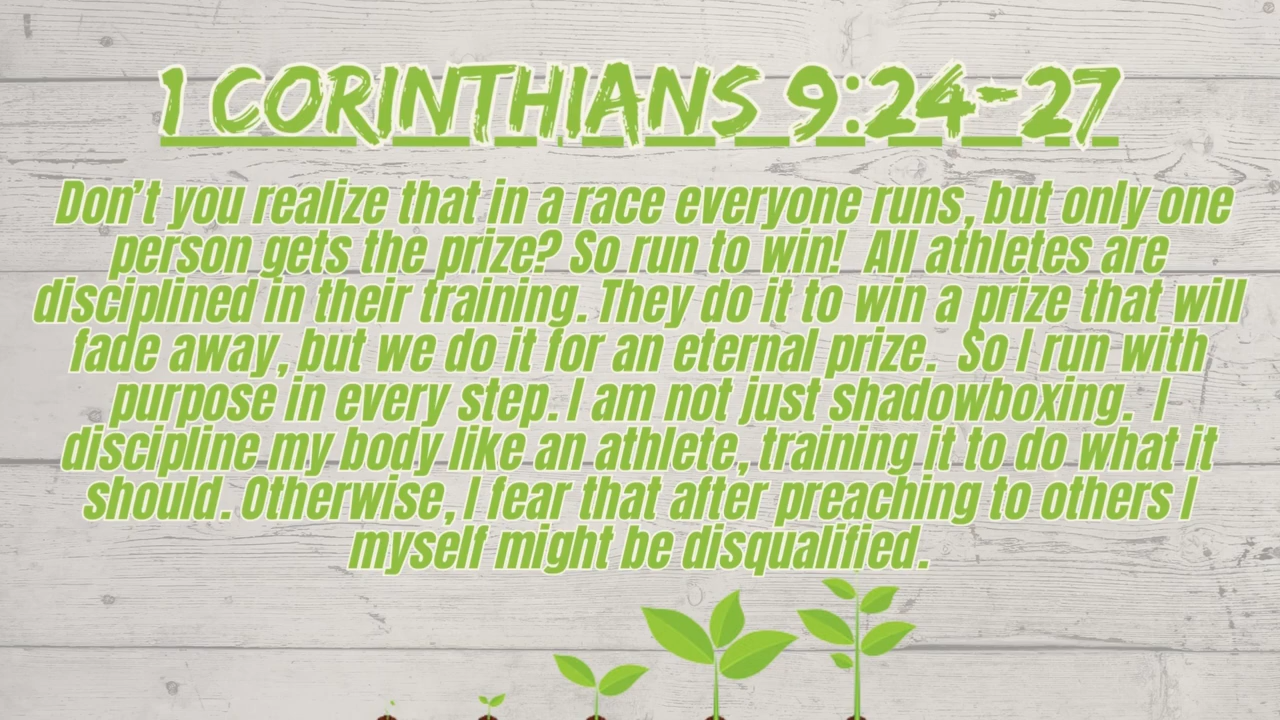 1 CORINTHIANS 9:24-27
Don't you realize that in a race everyone runs, but only one
person gets the prize? So run to win!  All athletes are
disciplined in their training. They do it to win a prize that will
fade away, but we do it for an eternal prize.  So I run with
purpose in every step. I am not just shadowboxing.  I
discipline my body like an athlete, training it to do what it
should. Otherwise, I fear that after preaching to others I
myself might be disqualified.